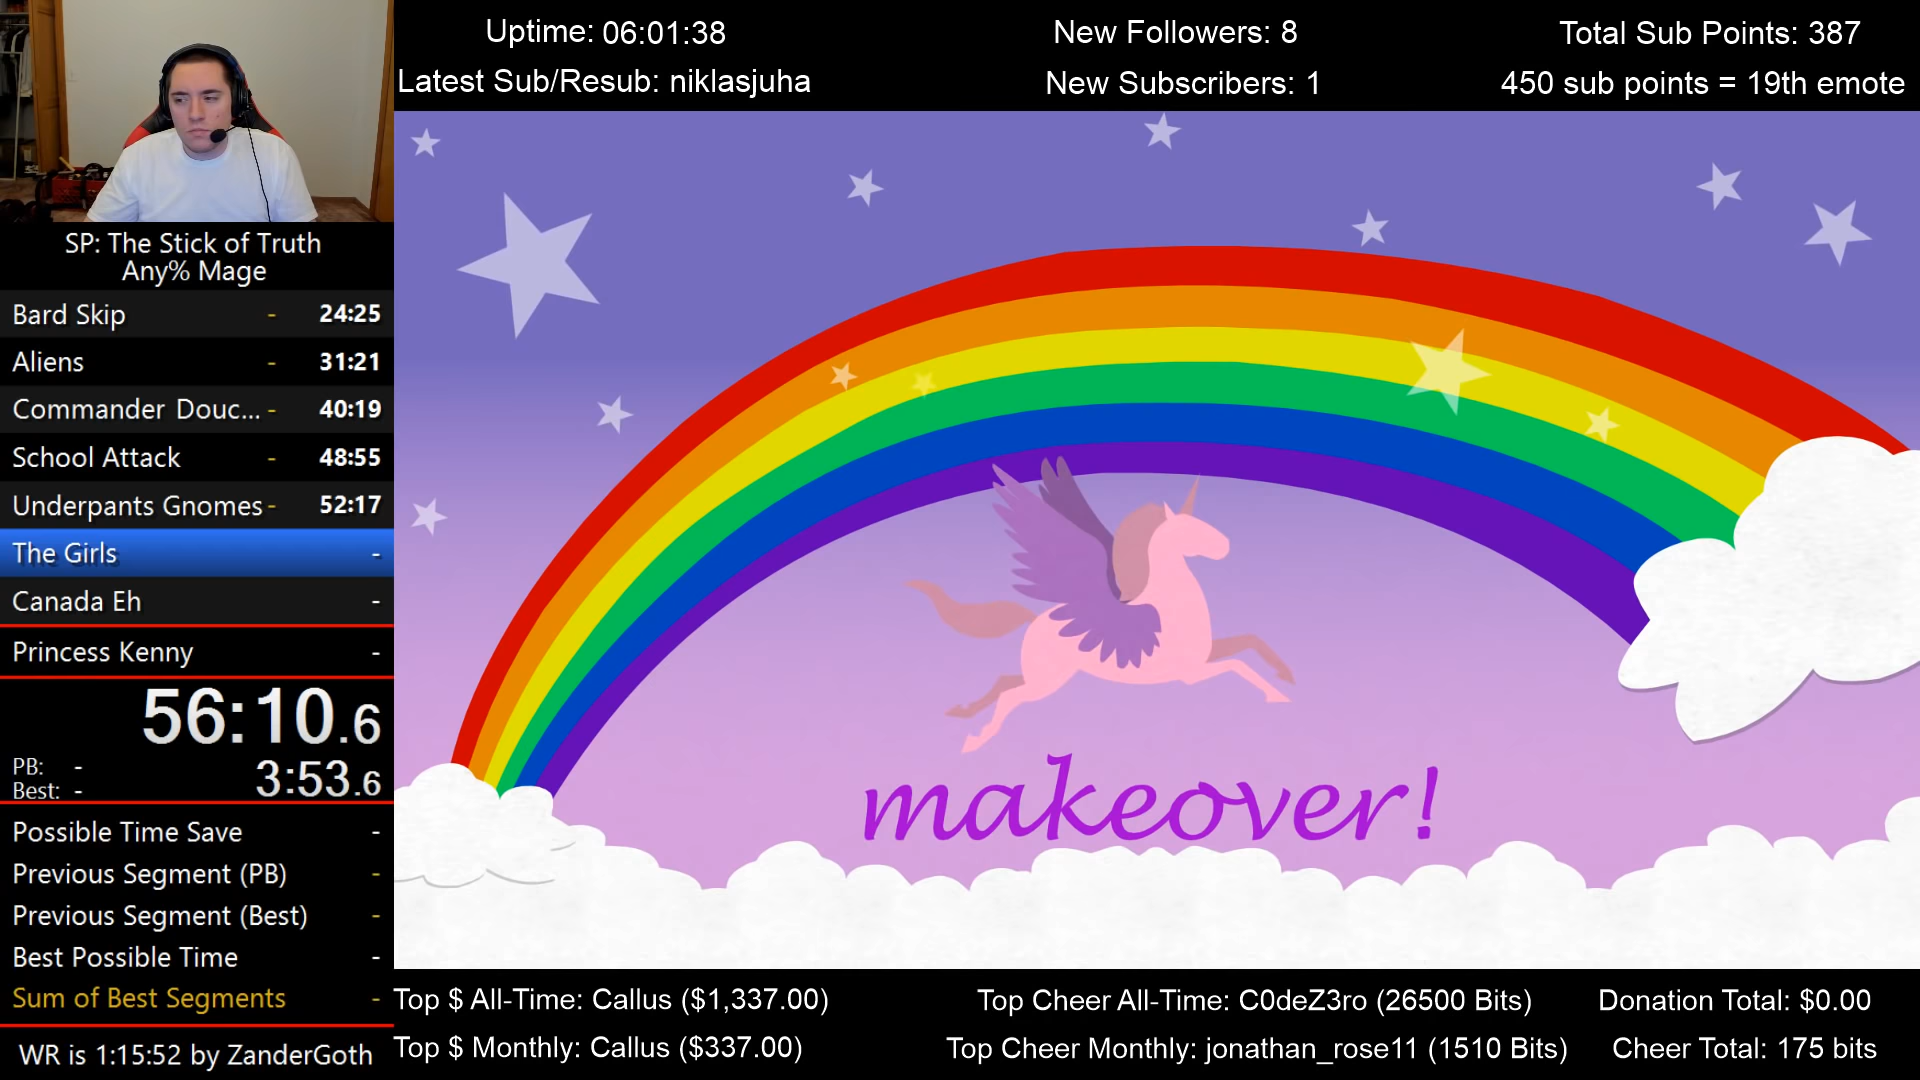 Uptime: 06:01:38
New Followers: 8
Total Sub Points: 387
Latest Sub/Resub: niklasjuha
New Subscribers: 1
450 sub points = 19th emote
SP: The Stick of Truth
Any% Mage
Bard Skip - 24:25
Aliens - 31:21
Commander Douc... - 40:19
School Attack - 48:55
Underpants Gnomes - 52:17
The Girls -
Canada Eh -
Princess Kenny -
56:10.6
PB: -
Best: -
3:53.6
Possible Time Save -
Previous Segment (PB) -
Previous Segment (Best) -
Best Possible Time -
Sum of Best Segments -
WR is 1:15:52 by ZanderGoth
makeover!
Top $ All-Time: Callus ($1,337.00)
Top Cheer All-Time: C0deZ3ro (26500 Bits)
Donation Total: $0.00
Top $ Monthly: Callus ($337.00)
Top Cheer Monthly: jonathan_rose11 (1510 Bits)
Cheer Total: 175 bits